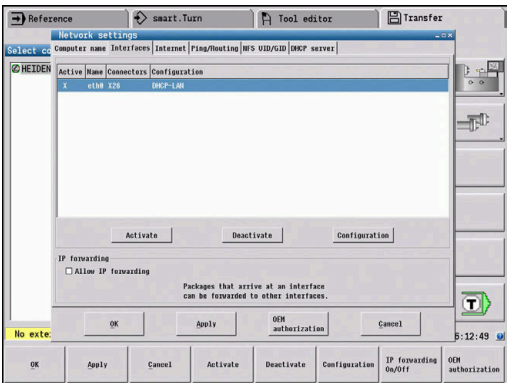 Reference
smart.Turn
Tool editor
Transfer
Network settings
Select co
Computer name Interfaces Internet Ping/Routing NFS UID/GID DHCP server
HEIDEN
Active Name Connectors Configuration
X eth0 X26 DHCP-LAN
Activate Deactivate Configuration
IP forwarding
Allow IP forwarding
Packages that arrive at an interface
can be forwarded to other interfaces.
T
OK Apply OEM authorization Cancel
No exte
5:12:49
OK Apply Cancel Activate Deactivate Configuration IP forwarding On/Off OEM authorization